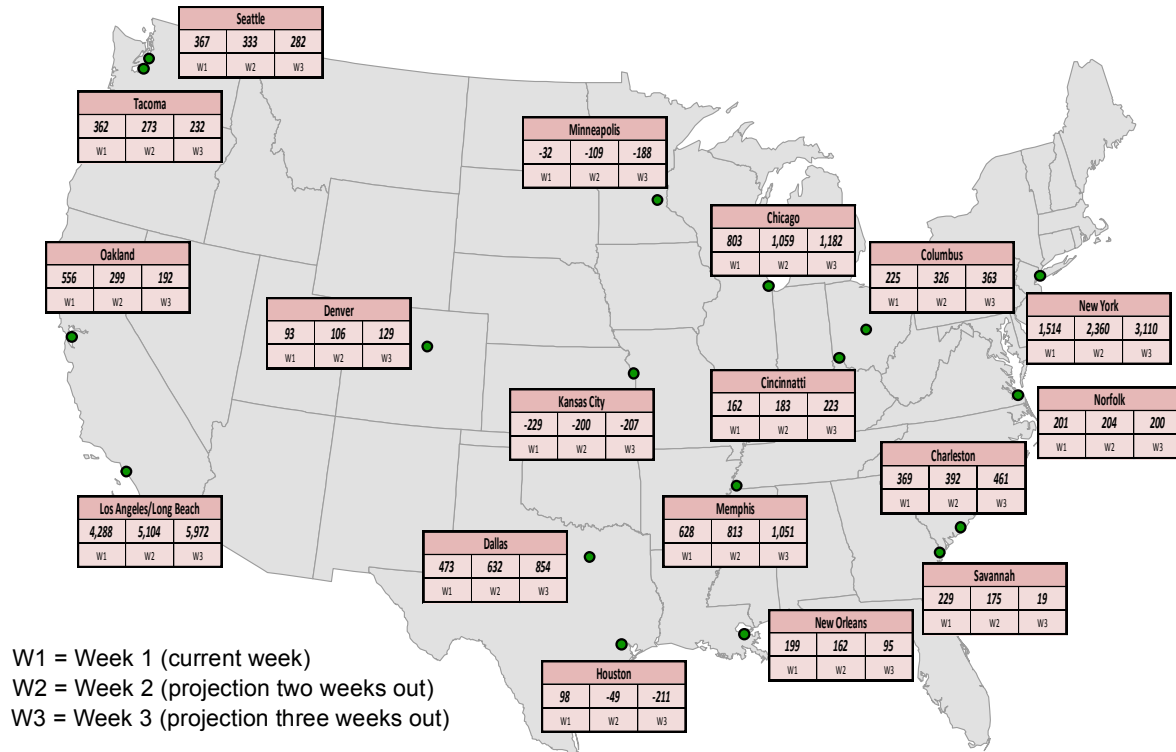 Seattle
367 333 282
W1 W2 W3
Tacoma
362 273 232
W1 W2 W3
Minneapolis
-32 -109 -188
W1 W2 W3
Chicago
803 1,059 1,182
W1 W2 W3
Oakland
556 299 192
W1 W2 W3
Columbus
225 326 363
W1 W2 W3
New York
1,514 2,360 3,110
W1 W2 W3
Denver
93 106 129
W1 W2 W3
Cincinnatti
162 183 223
W1 W2 W3
Kansas City
-229 -200 -207
W1 W2 W3
Norfolk
201 204 200
W1 W2 W3
Charleston
369 392 461
W1 W2 W3
Los Angeles/Long Beach
4,288 5,104 5,972
W1 W2 W3
Memphis
628 813 1,051
W1 W2 W3
Dallas
473 632 854
W1 W2 W3
Savannah
229 175 19
W1 W2 W3
New Orleans
199 162 95
W1 W2 W3
Houston
98 -49 -211
W1 W2 W3
W1 = Week 1 (current week)
W2 = Week 2 (projection two weeks out)
W3 = Week 3 (projection three weeks out)